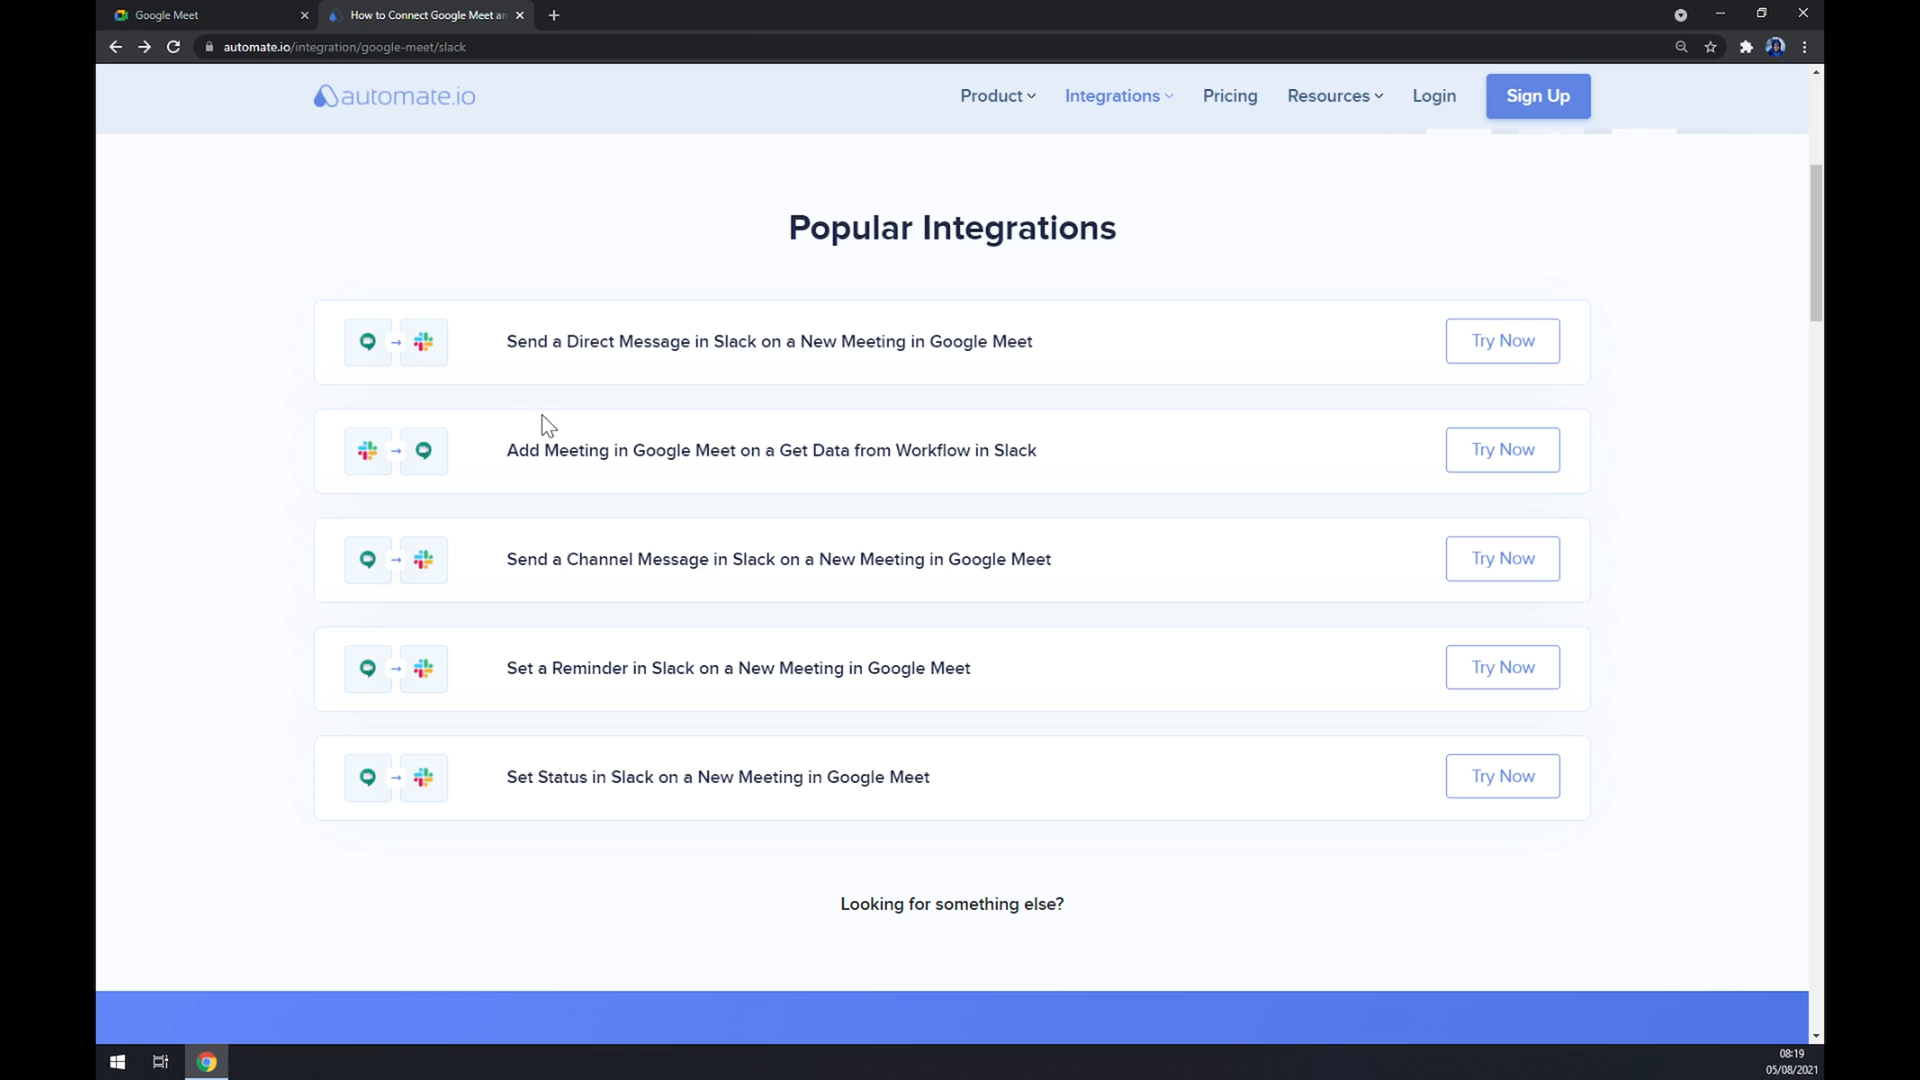 Google Meet
How to Connect Google Meet an
automate.io/integration/google-meet/slack
automate.io
Product
Integrations
Pricing
Resources
Login
Sign Up
Popular Integrations
Send a Direct Message in Slack on a New Meeting in Google Meet
Try Now
Add Meeting in Google Meet on a Get Data from Workflow in Slack
Try Now
Send a Channel Message in Slack on a New Meeting in Google Meet
Try Now
Set a Reminder in Slack on a New Meeting in Google Meet
Try Now
Set Status in Slack on a New Meeting in Google Meet
Try Now
Looking for something else?
08:19
05/08/2021